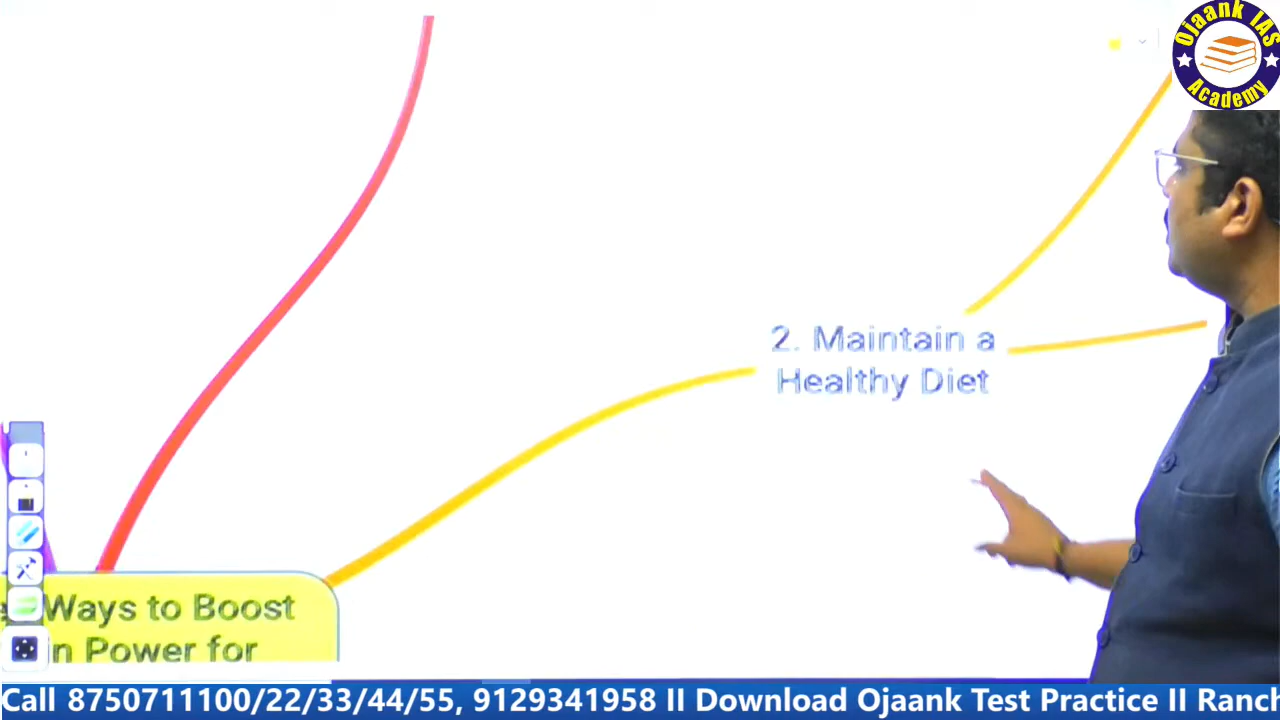 Ojaank IAS
Academy
2. Maintain a
Healthy Diet
Ways to Boost
Power for
Call 8750711100/22/33/44/55, 9129341958 II Download Ojaank Test Practice II Ranch